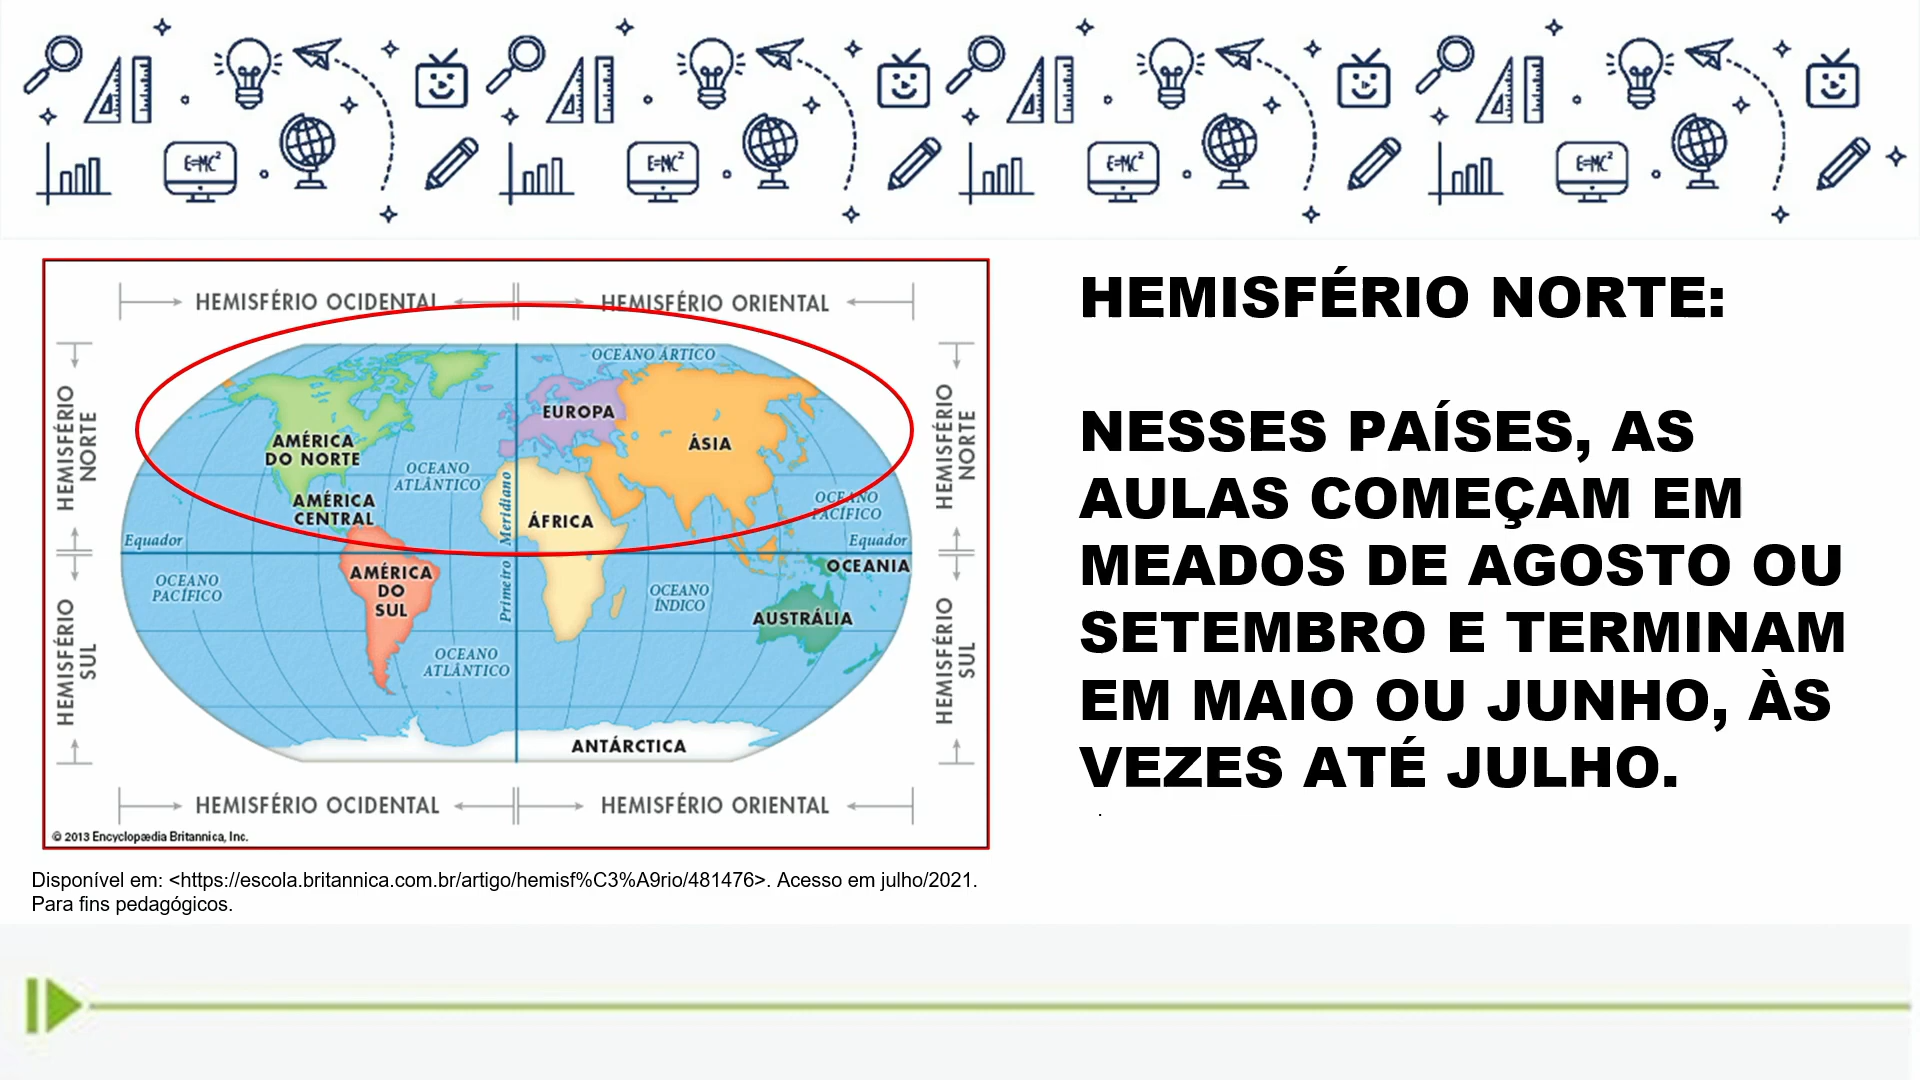 E=MC²
E=MC²
E=MC²
E=MC²
HEMISFÉRIO OCIDENTAL
HEMISFÉRIO ORIENTAL
HEMISFÉRIO NORTE
HEMISFÉRIO NORTE
OCEANO ÁRTICO
EUROPA
AMÉRICA
DO NORTE
ÁSIA
OCEANO
ATLÂNTICO
AMÉRICA
CENTRAL
OCEANO
PACÍFICO
ÁFRICA
Primeiro Meridiano
Equador
Equador
OCEANO
PACÍFICO
AMÉRICA
DO
SUL
OCEANO
ÍNDICO
OCEANIA
AUSTRÁLIA
HEMISFÉRIO SUL
HEMISFÉRIO SUL
OCEANO
ATLÂNTICO
ANTÁRCTICA
HEMISFÉRIO OCIDENTAL
HEMISFÉRIO ORIENTAL
© 2013 Encyclopædia Britannica, Inc.
Disponível em: <https://escola.britannica.com.br/artigo/hemisf%C3%A9rio/481476>. Acesso em julho/2021.
Para fins pedagógicos.
HEMISFÉRIO NORTE:
NESSES PAÍSES, AS
AULAS COMEÇAM EM
MEADOS DE AGOSTO OU
SETEMBRO E TERMINAM
EM MAIO OU JUNHO, ÀS
VEZES ATÉ JULHO.
.